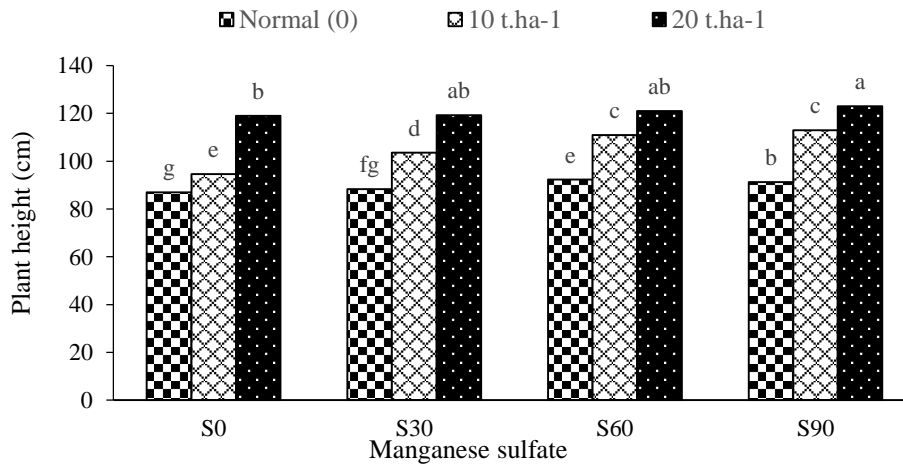 Normal (0) 10 t.ha-1 20 t.ha-1
Plant height (cm)
140
120
100
80
60
40
20
0
g e b
fg d ab
e c ab
b c a
S0 S30 S60 S90
Manganese sulfate